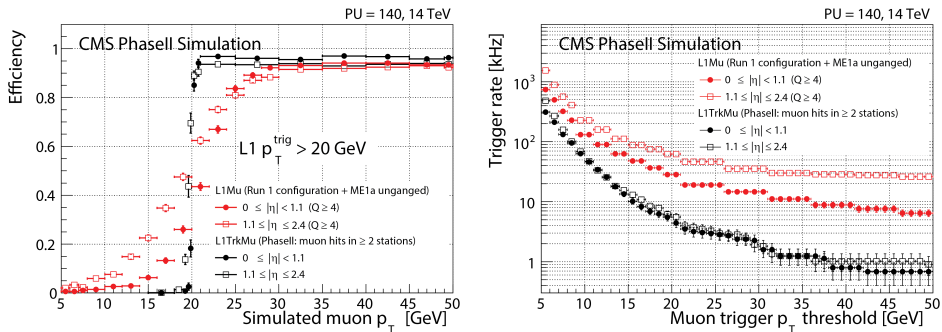 PU = 140, 14 TeV
CMS PhaseII Simulation
Efficiency
1
0.8
0.6
0.4
0.2
0
L1 p_T^trig > 20 GeV
L1Mu (Run 1 configuration + ME1a unganged)
0 ≤ |η| < 1.1 (Q ≥ 4)
1.1 ≤ |η| ≤ 2.4 (Q ≥ 4)
L1TrkMu (PhaseII: muon hits in ≥ 2 stations)
0 ≤ |η| < 1.1
1.1 ≤ |η| ≤ 2.4
5 10 15 20 25 30 35 40 45 50
Simulated muon p_T [GeV]
PU = 140, 14 TeV
CMS PhaseII Simulation
Trigger rate [kHz]
10³
10²
10
1
L1Mu (Run 1 configuration + ME1a unganged)
0 ≤ |η| < 1.1 (Q ≥ 4)
1.1 ≤ |η| ≤ 2.4 (Q ≥ 4)
L1TrkMu (PhaseII: muon hits in ≥ 2 stations)
0 ≤ |η| < 1.1
1.1 ≤ |η| ≤ 2.4
5 10 15 20 25 30 35 40 45 50
Muon trigger p_T threshold [GeV]